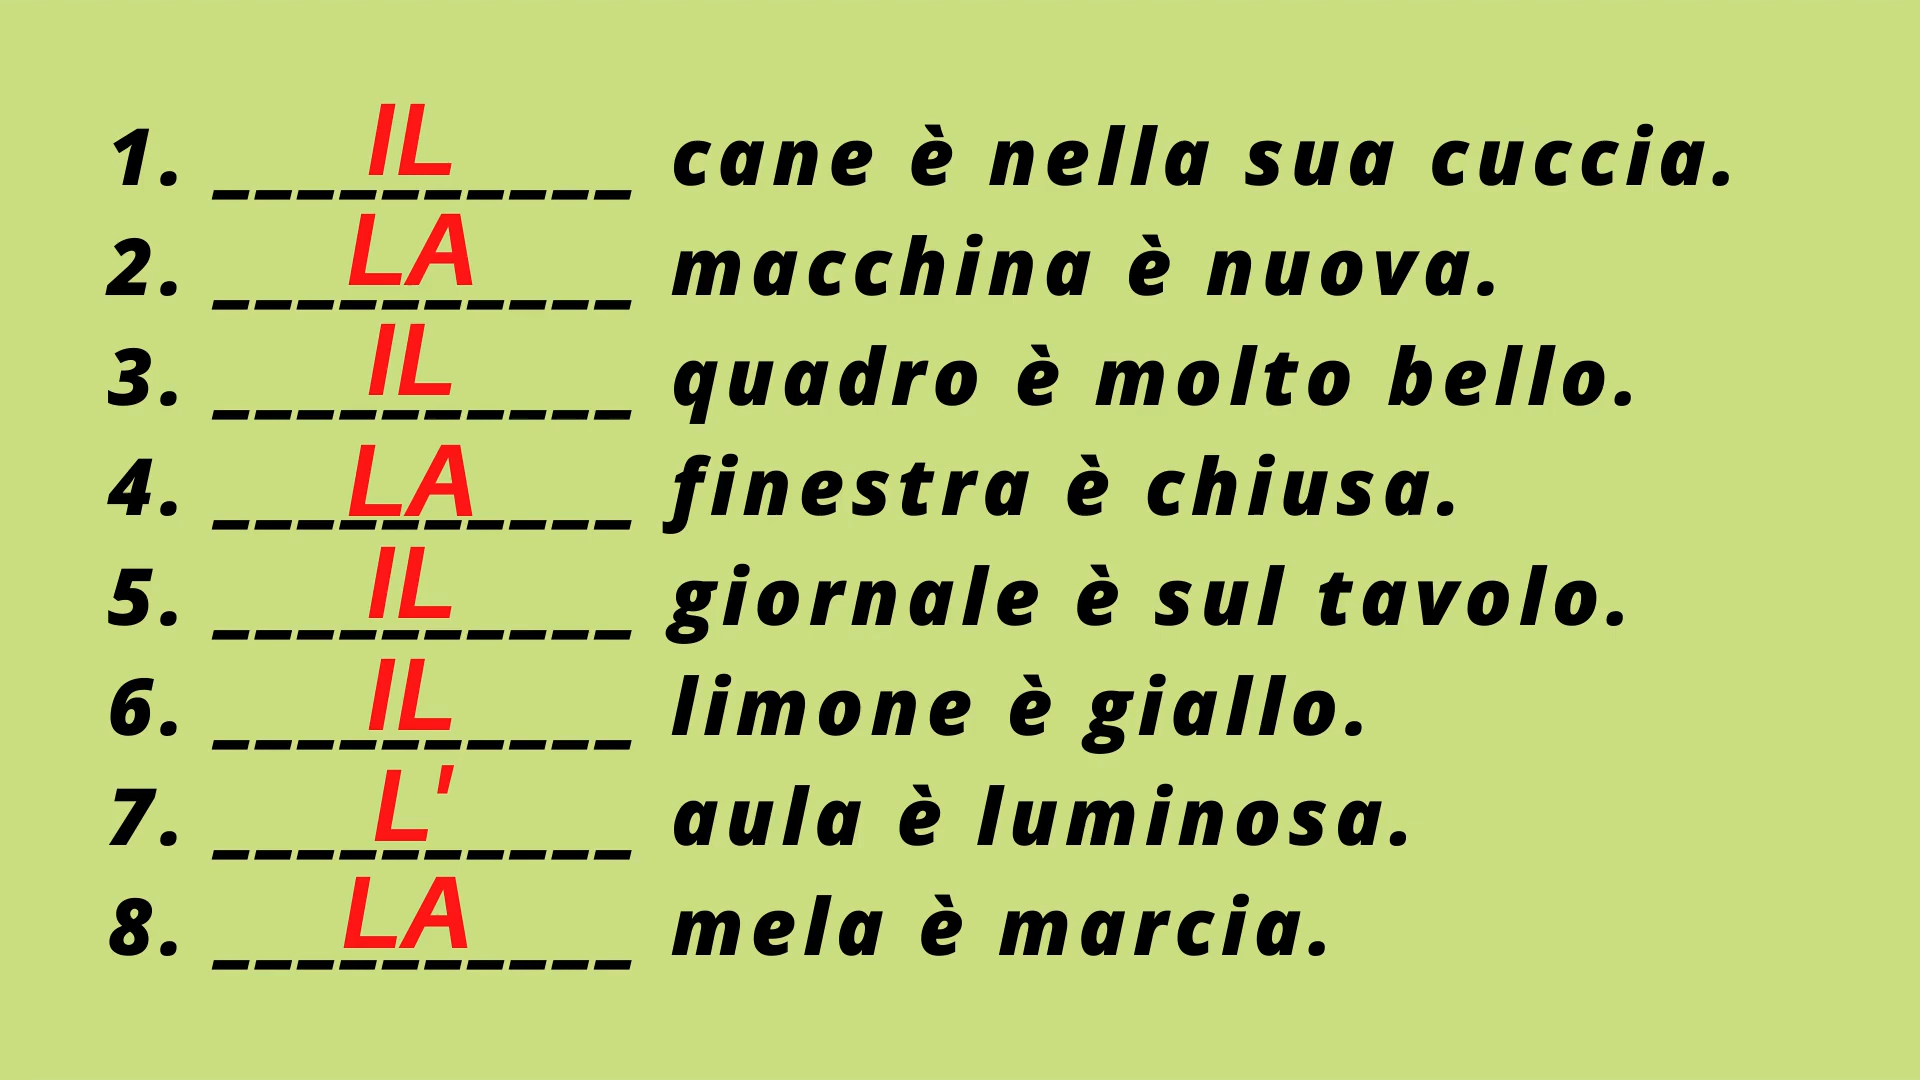 1. IL cane è nella sua cuccia.
2. LA macchina è nuova.
3. IL quadro è molto bello.
4. LA finestra è chiusa.
5. IL giornale è sul tavolo.
6. IL limone è giallo.
7. L' aula è luminosa.
8. LA mela è marcia.